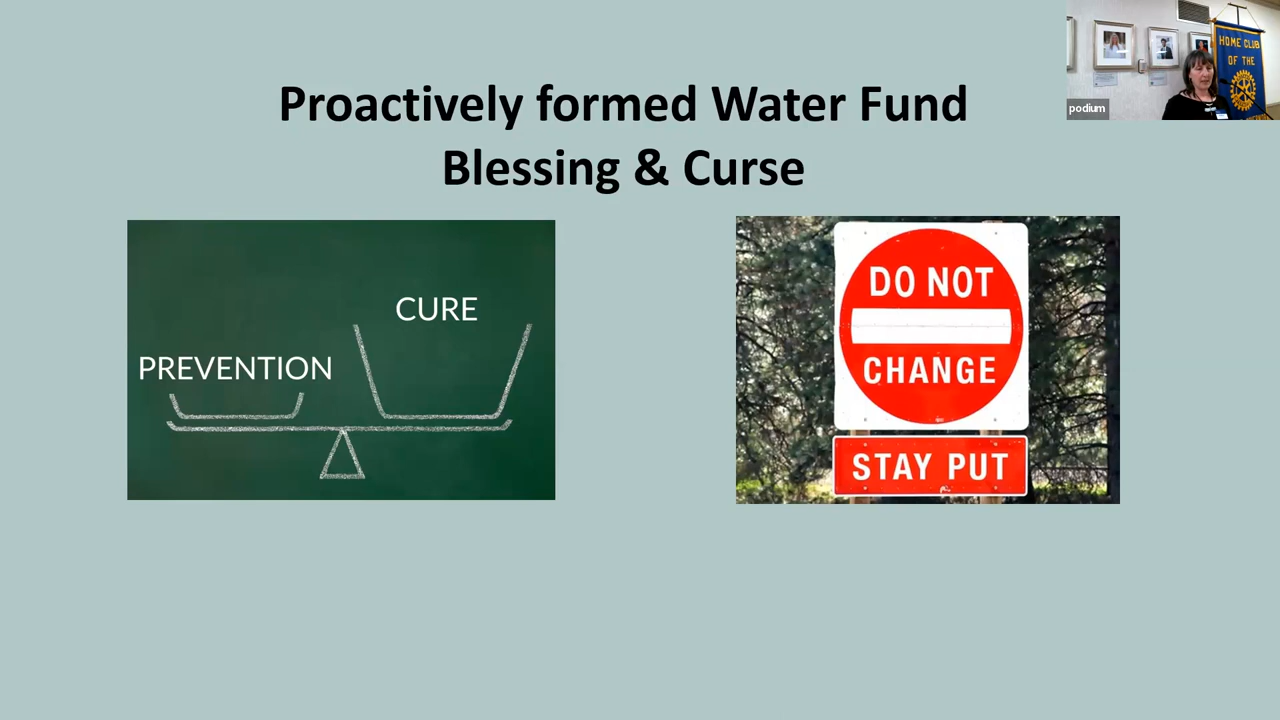 Proactively formed Water Fund
Blessing & Curse
CURE
PREVENTION
DO NOT
CHANGE
STAY PUT
HOME CLUB
OF THE
podium